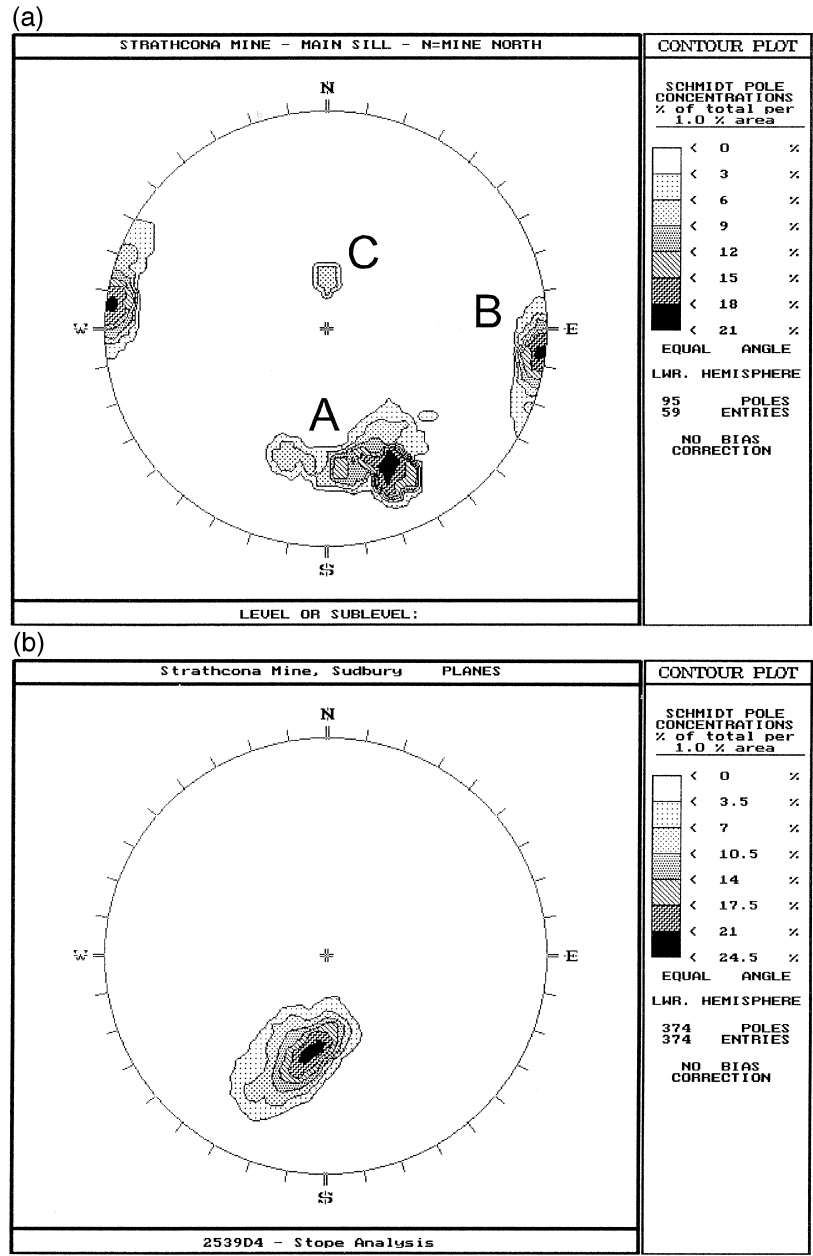 (a)
STRATHCONA MINE - MAIN SILL - N=MINE NORTH
CONTOUR PLOT
N
SCHMIDT POLE
CONCENTRATIONS
% of total per
1.0 % area
< 0 %
< 3 %
< 6 %
< 9 %
< 12 %
< 15 %
< 18 %
< 21 %
C
B
W
E
A
S
EQUAL ANGLE
LWR. HEMISPHERE
95 POLES
59 ENTRIES
NO BIAS
CORRECTION
LEVEL OR SUBLEVEL:
(b)
Strathcona Mine, Sudbury PLANES
CONTOUR PLOT
N
SCHMIDT POLE
CONCENTRATIONS
% of total per
1.0 % area
< 0 %
< 3.5 %
< 7 %
< 10.5 %
< 14 %
< 17.5 %
< 21 %
< 24.5 %
W
E
S
EQUAL ANGLE
LWR. HEMISPHERE
374 POLES
374 ENTRIES
NO BIAS
CORRECTION
2539D4 - Stope Analysis